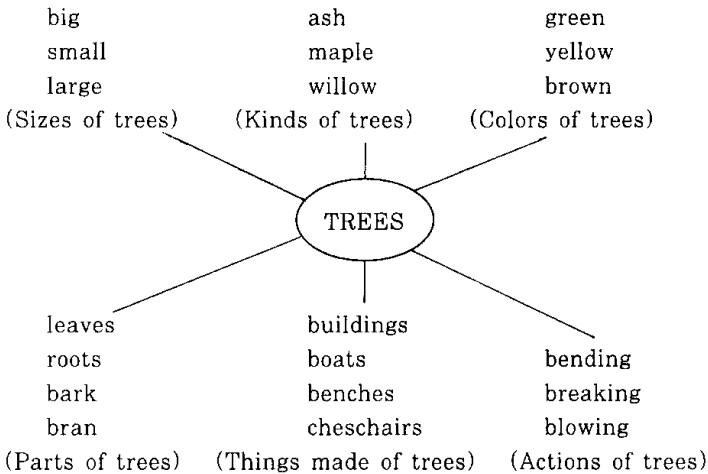 big ash green
small maple yellow
large willow brown
(Sizes of trees) (Kinds of trees) (Colors of trees)
TREES
leaves buildings
roots boats bending
bark benches breaking
bran cheschairs blowing
(Parts of trees) (Things made of trees) (Actions of trees)